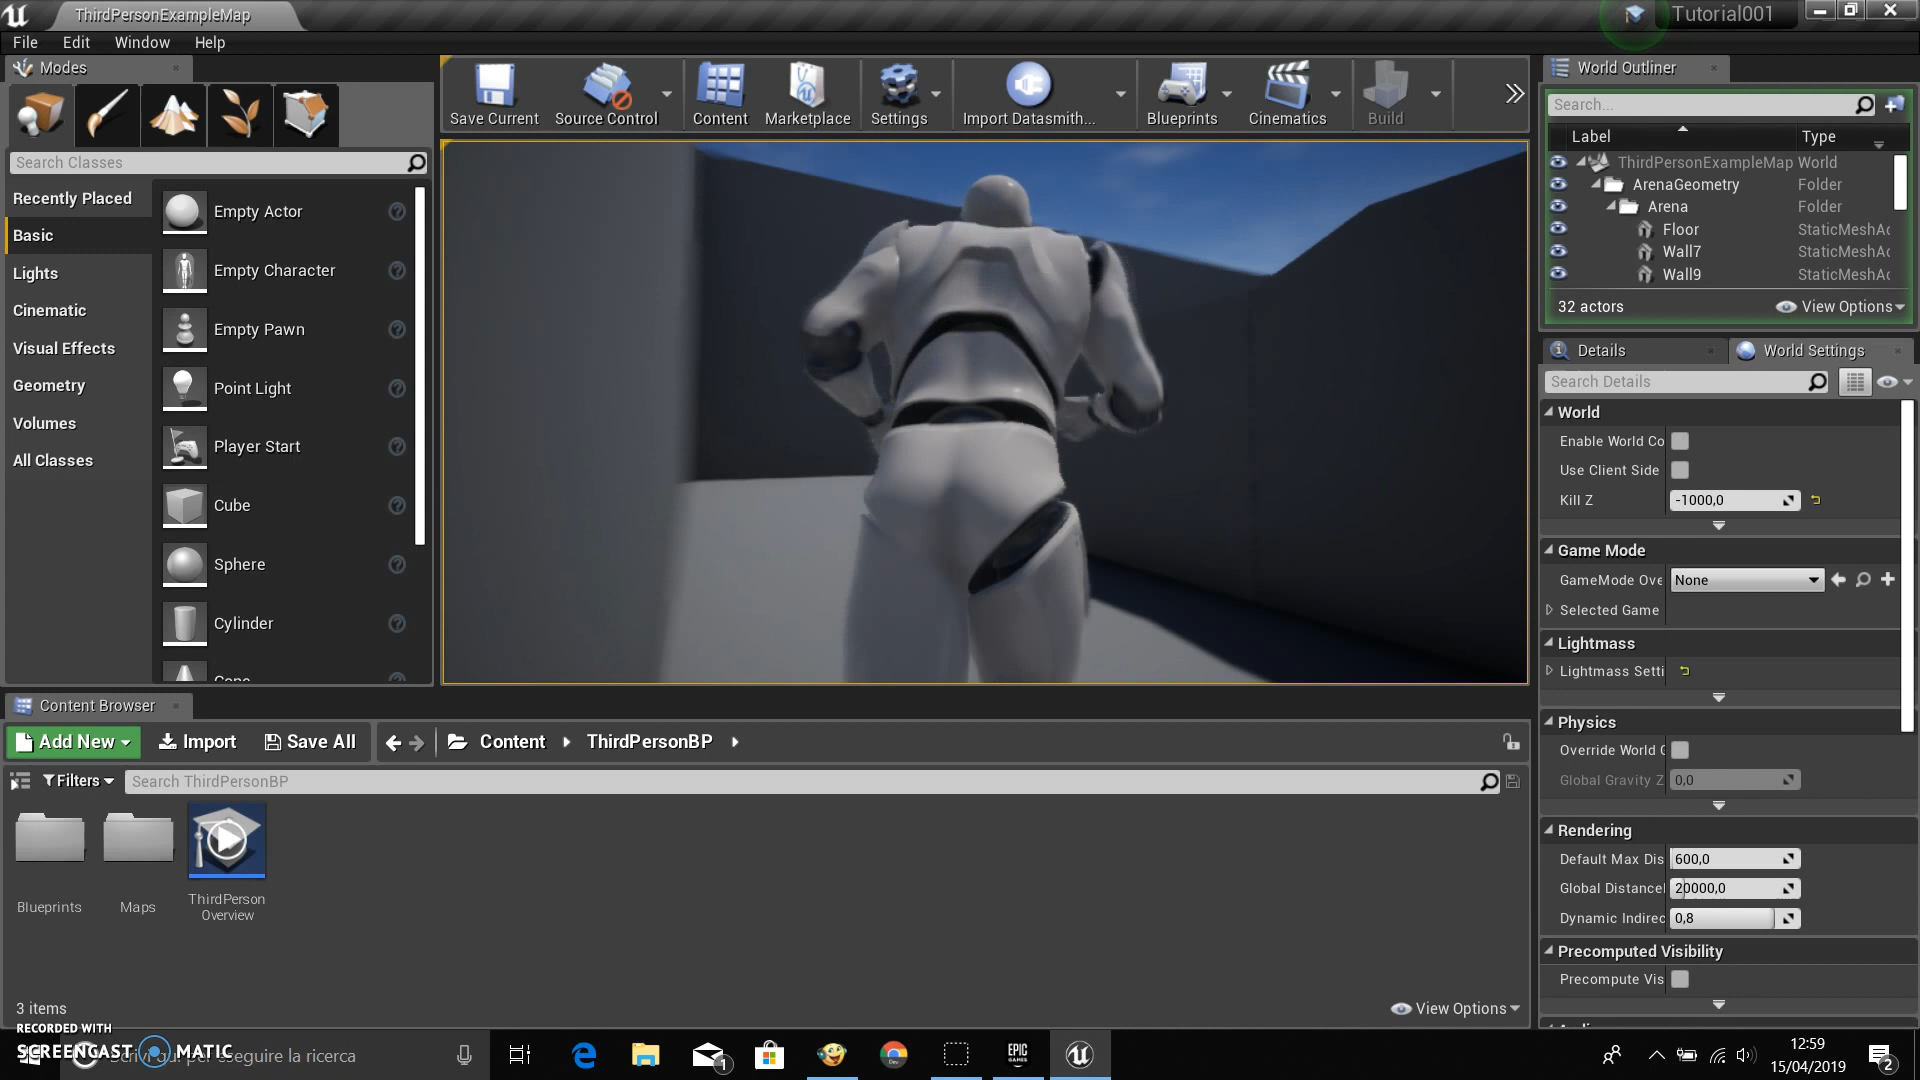 ThirdPersonExampleMap
Tutorial001
File Edit Window Help
Modes
Search Classes
Recently Placed
Basic
Lights
Cinematic
Visual Effects
Geometry
Volumes
All Classes
Empty Actor
Empty Character
Empty Pawn
Point Light
Player Start
Cube
Sphere
Cylinder
Cone
Save Current
Source Control
Content
Marketplace
Settings
Import Datasmith...
Blueprints
Cinematics
Build
World Outliner
Search...
Label Type
ThirdPersonExampleMap World
ArenaGeometry Folder
Arena Folder
Floor StaticMeshAc
Wall7 StaticMeshAc
Wall9 StaticMeshAc
32 actors
View Options
Details
World Settings
Search Details
World
Enable World Co
Use Client Side
Kill Z -1000,0
Game Mode
GameMode Ove None
Selected Game
Lightmass
Lightmass Setti
Physics
Override World G
Global Gravity Z 0,0
Rendering
Default Max Dis 600,0
Global Distancel 20000,0
Dynamic Indirec 0,8
Precomputed Visibility
Precompute Vis
Content Browser
Add New
Import
Save All
Content
ThirdPersonBP
Filters
Search ThirdPersonBP
Blueprints
Maps
ThirdPerson
Overview
3 items
View Options
RECORDED WITH
SCREENCAST MATIC
Scrivi qui per eseguire la ricerca
1
Dev
EPIC
GAMES
12:59
15/04/2019
2